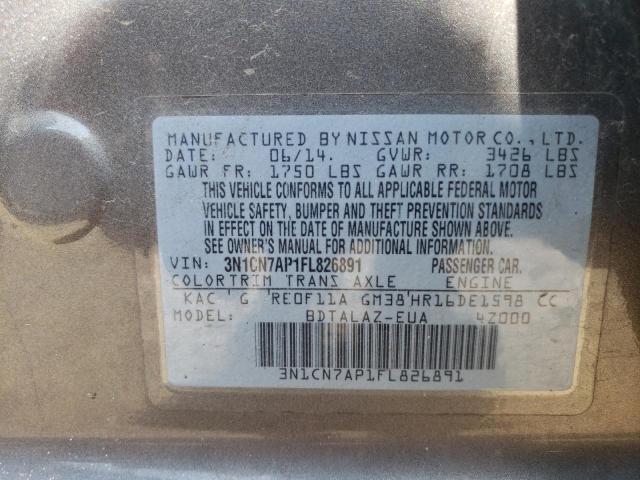 MANUFACTURED BY NISSAN MOTOR CO., LTD.
DATE: 06/14. GVWR: 3426 LBS
GAWR FR: 1750 LBS GAWR RR: 1708 LBS
THIS VEHICLE CONFORMS TO ALL APPLICABLE FEDERAL MOTOR
VEHICLE SAFETY, BUMPER AND THEFT PREVENTION STANDARDS
IN EFFECT ON THE DATE OF MANUFACTURE SHOWN ABOVE.
SEE OWNER'S MANUAL FOR ADDITIONAL INFORMATION.
VIN: 3N1CN7AP1FL826891 PASSENGER CAR.
COLOR TRIM TRANS AXLE ENGINE
KAC G RE0F11A GM38 HR16DE1598 CC
MODEL: BDTALAZ-EUA 4Z000
3N1CN7AP1FL826891